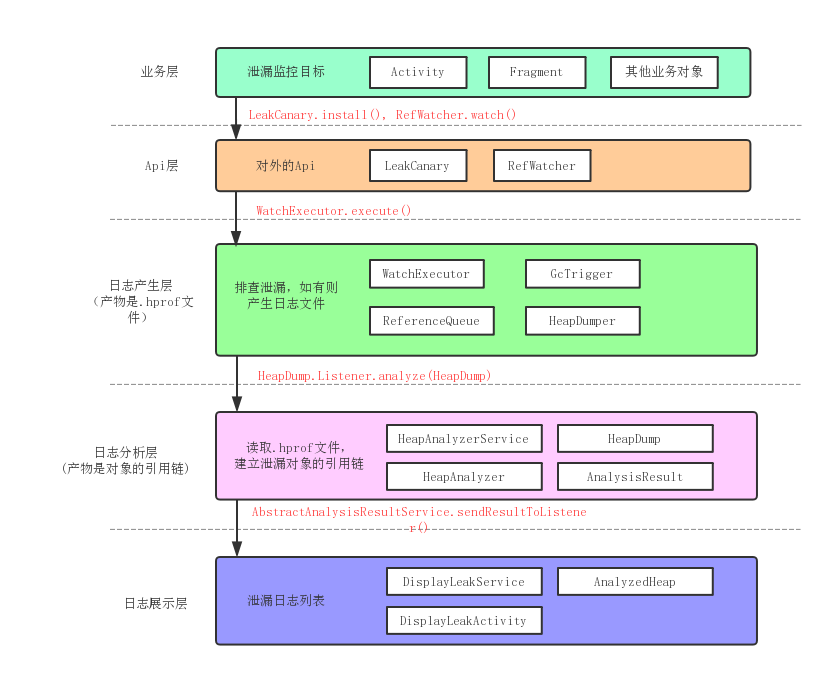 业务层
泄漏监控目标
Activity
Fragment
其他业务对象
LeakCanary.install(), RefWatcher.watch()
Api层
对外的Api
LeakCanary
RefWatcher
WatchExecutor.execute()
日志产生层
（产物是.hprof文
件）
排查泄漏，如有则
产生日志文件
WatchExecutor
GcTrigger
ReferenceQueue
HeapDumper
HeapDump.Listener.analyze(HeapDump)
日志分析层
(产物是对象的引用链)
读取.hprof文件，
建立泄漏对象的引用链
HeapAnalyzerService
HeapDump
HeapAnalyzer
AnalysisResult
AbstractAnalysisResultService.sendResultToListene
r()
日志展示层
泄漏日志列表
DisplayLeakService
AnalyzedHeap
DisplayLeakActivity